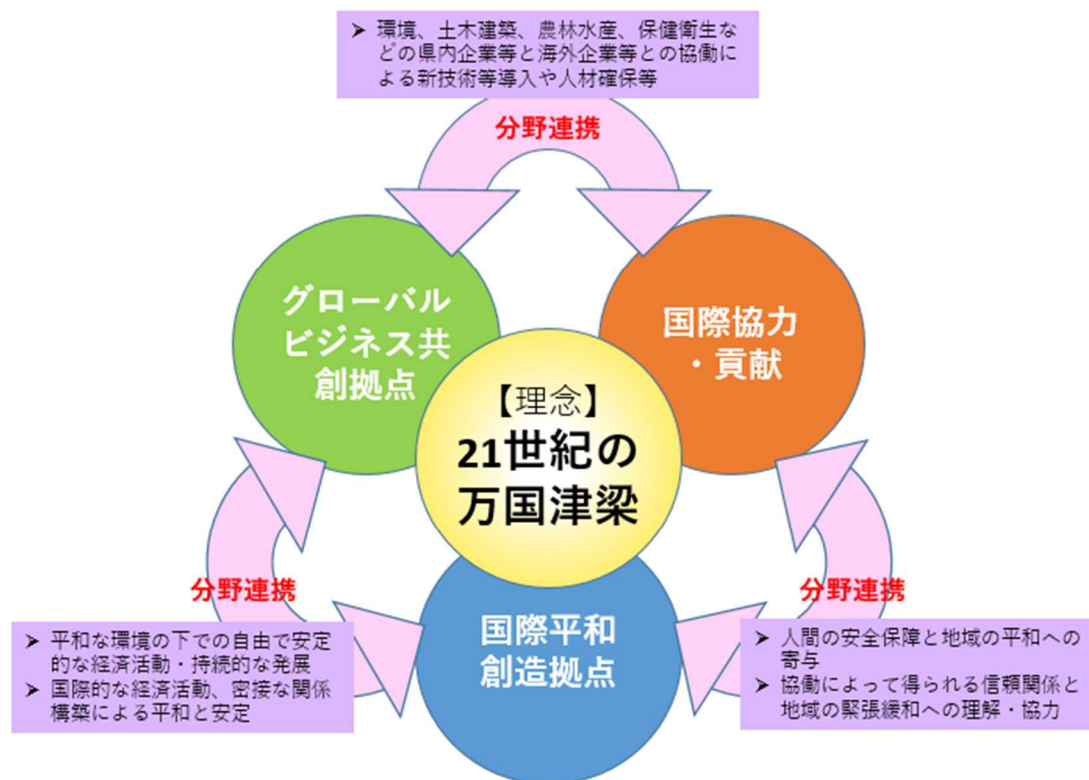 ➤ 環境、土木建築、農林水産、保健衛生な
どの県内企業等と海外企業等との協働に
よる新技術等導入や人材確保等
分野連携
グローバル
ビジネス共
創拠点
国際協力
・貢献
【理念】
21世紀の
万国津梁
分野連携
➤ 平和な環境の下での自由で安定
的な経済活動・持続的な発展
➤ 国際的な経済活動、密接な関係
構築による平和と安定
国際平和
創造拠点
分野連携
➤ 人間の安全保障と地域の平和への
寄与
➤ 協働によって得られる信頼関係と
地域の緊張緩和への理解・協力